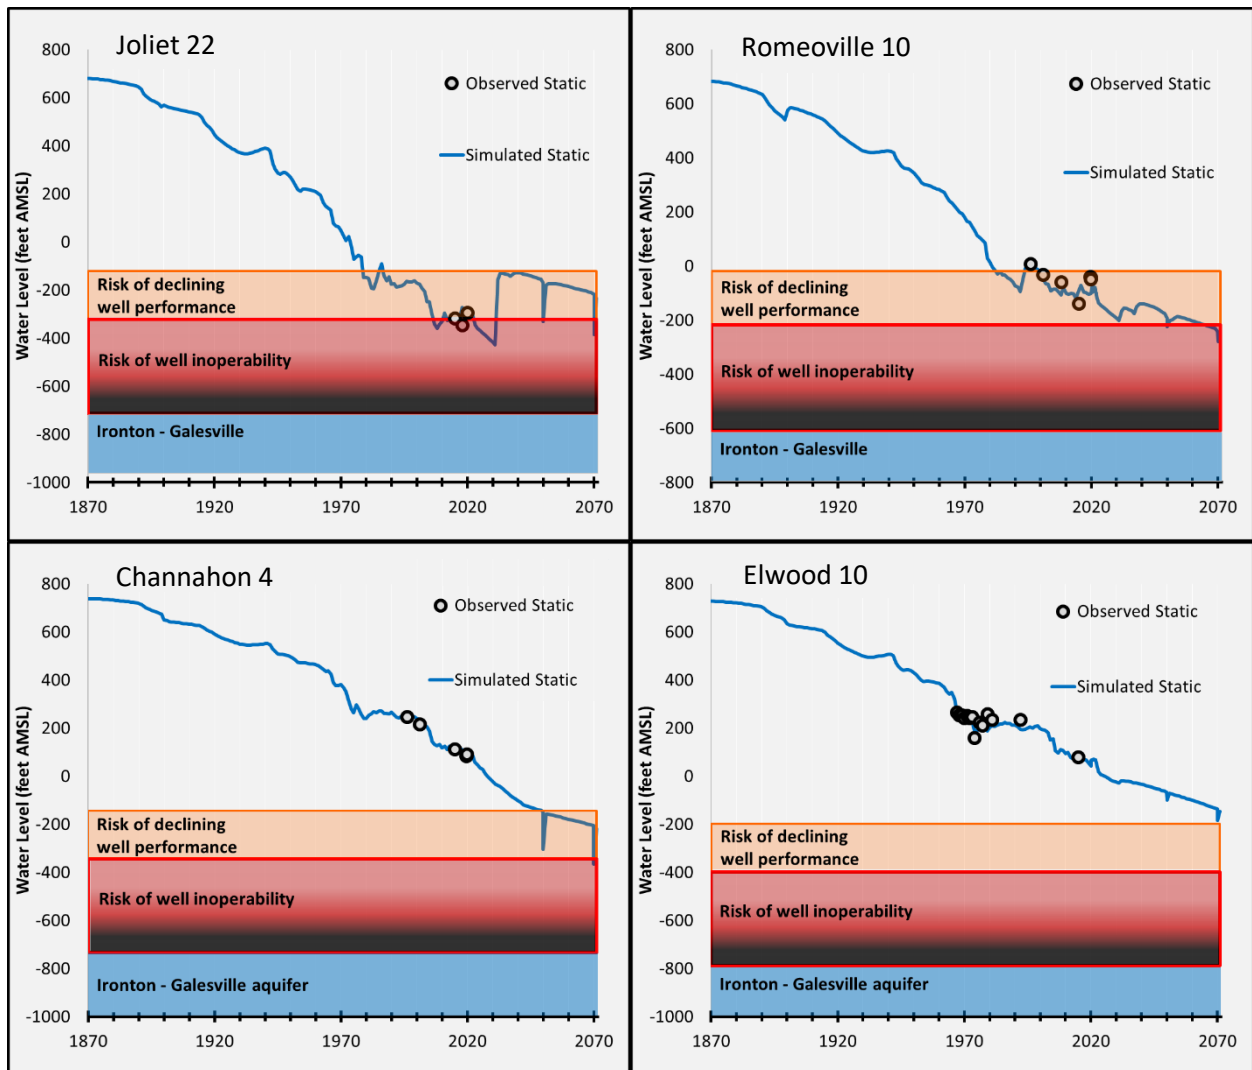 Joliet 22
800
600
400
200
0
-200
-400
-600
-800
-1000
Water Level (feet AMSL)
Observed Static
Simulated Static
Risk of declining
well performance
Risk of well inoperability
Ironton - Galesville
1870
1920
1970
2020
2070
Romeoville 10
800
600
400
200
0
-200
-400
-600
-800
Water Level (feet AMSL)
Observed Static
Simulated Static
Risk of declining
well performance
Risk of well inoperability
Ironton - Galesville
1870
1920
1970
2020
2070
Channahon 4
800
600
400
200
0
-200
-400
-600
-800
-1000
Water Level (feet AMSL)
Observed Static
Simulated Static
Risk of declining
well performance
Risk of well inoperability
Ironton - Galesville aquifer
1870
1920
1970
2020
2070
Elwood 10
800
600
400
200
0
-200
-400
-600
-800
-1000
Water Level (feet AMSL)
Observed Static
Simulated Static
Risk of declining
well performance
Risk of well inoperability
Ironton - Galesville aquifer
1870
1920
1970
2020
2070